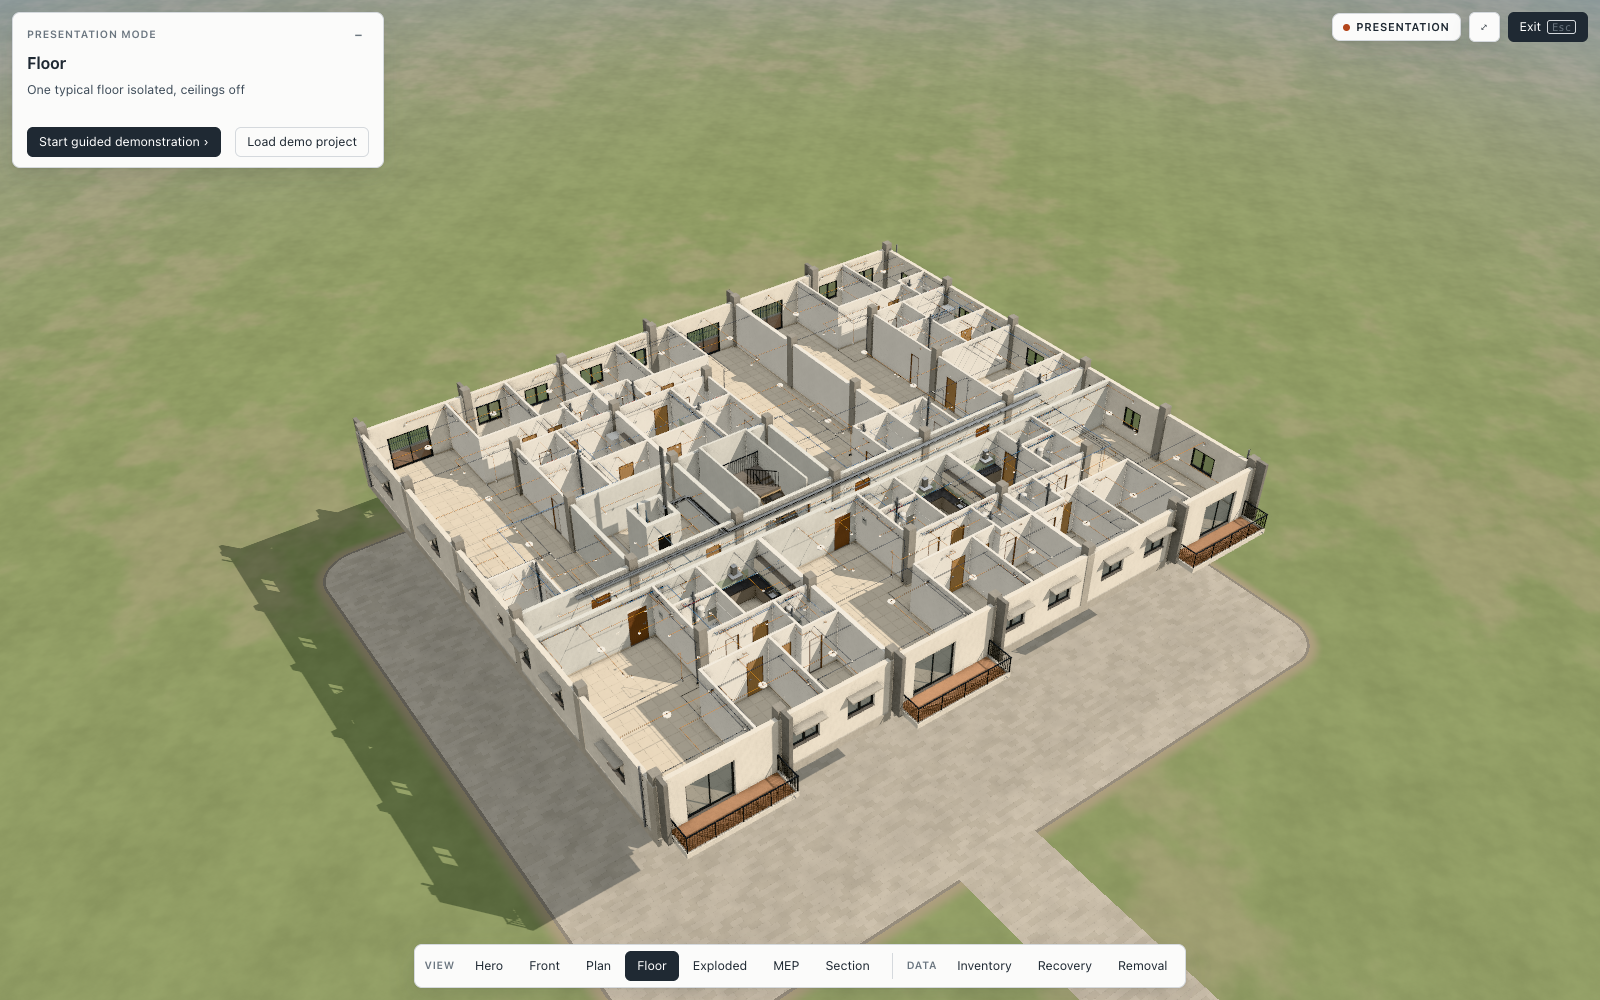 PRESENTATION MODE
–
Floor
One typical floor isolated, ceilings off
Start guided demonstration ›
Load demo project
PRESENTATION
Exit Esc
VIEW Hero Front Plan Floor Exploded MEP Section DATA Inventory Recovery Removal